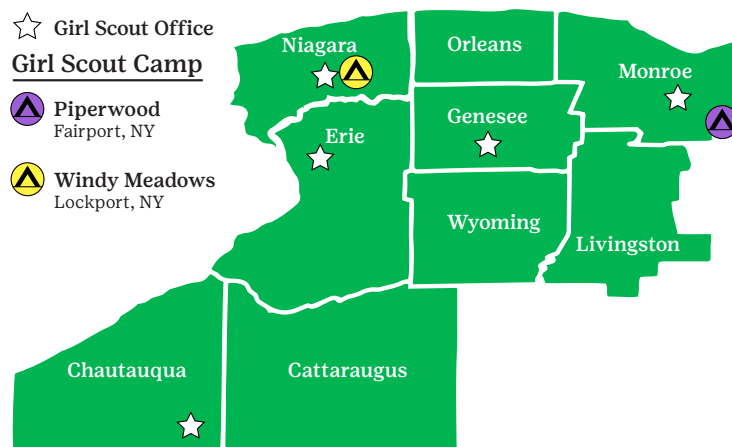 Girl Scout Office
Girl Scout Camp
Piperwood
Fairport, NY
Windy Meadows
Lockport, NY
Niagara
Orleans
Monroe
Genesee
Erie
Wyoming
Livingston
Chautauqua
Cattaraugus